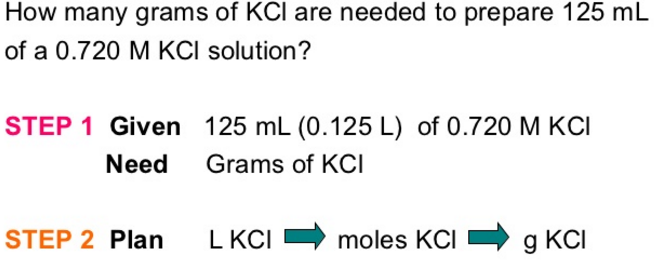 How many grams of KCl are needed to prepare 125 mL
of a 0.720 M KCl solution?
STEP 1 Given 125 mL (0.125 L) of 0.720 M KCl
Need Grams of KCl
STEP 2 Plan L KCl moles KCl g KCl